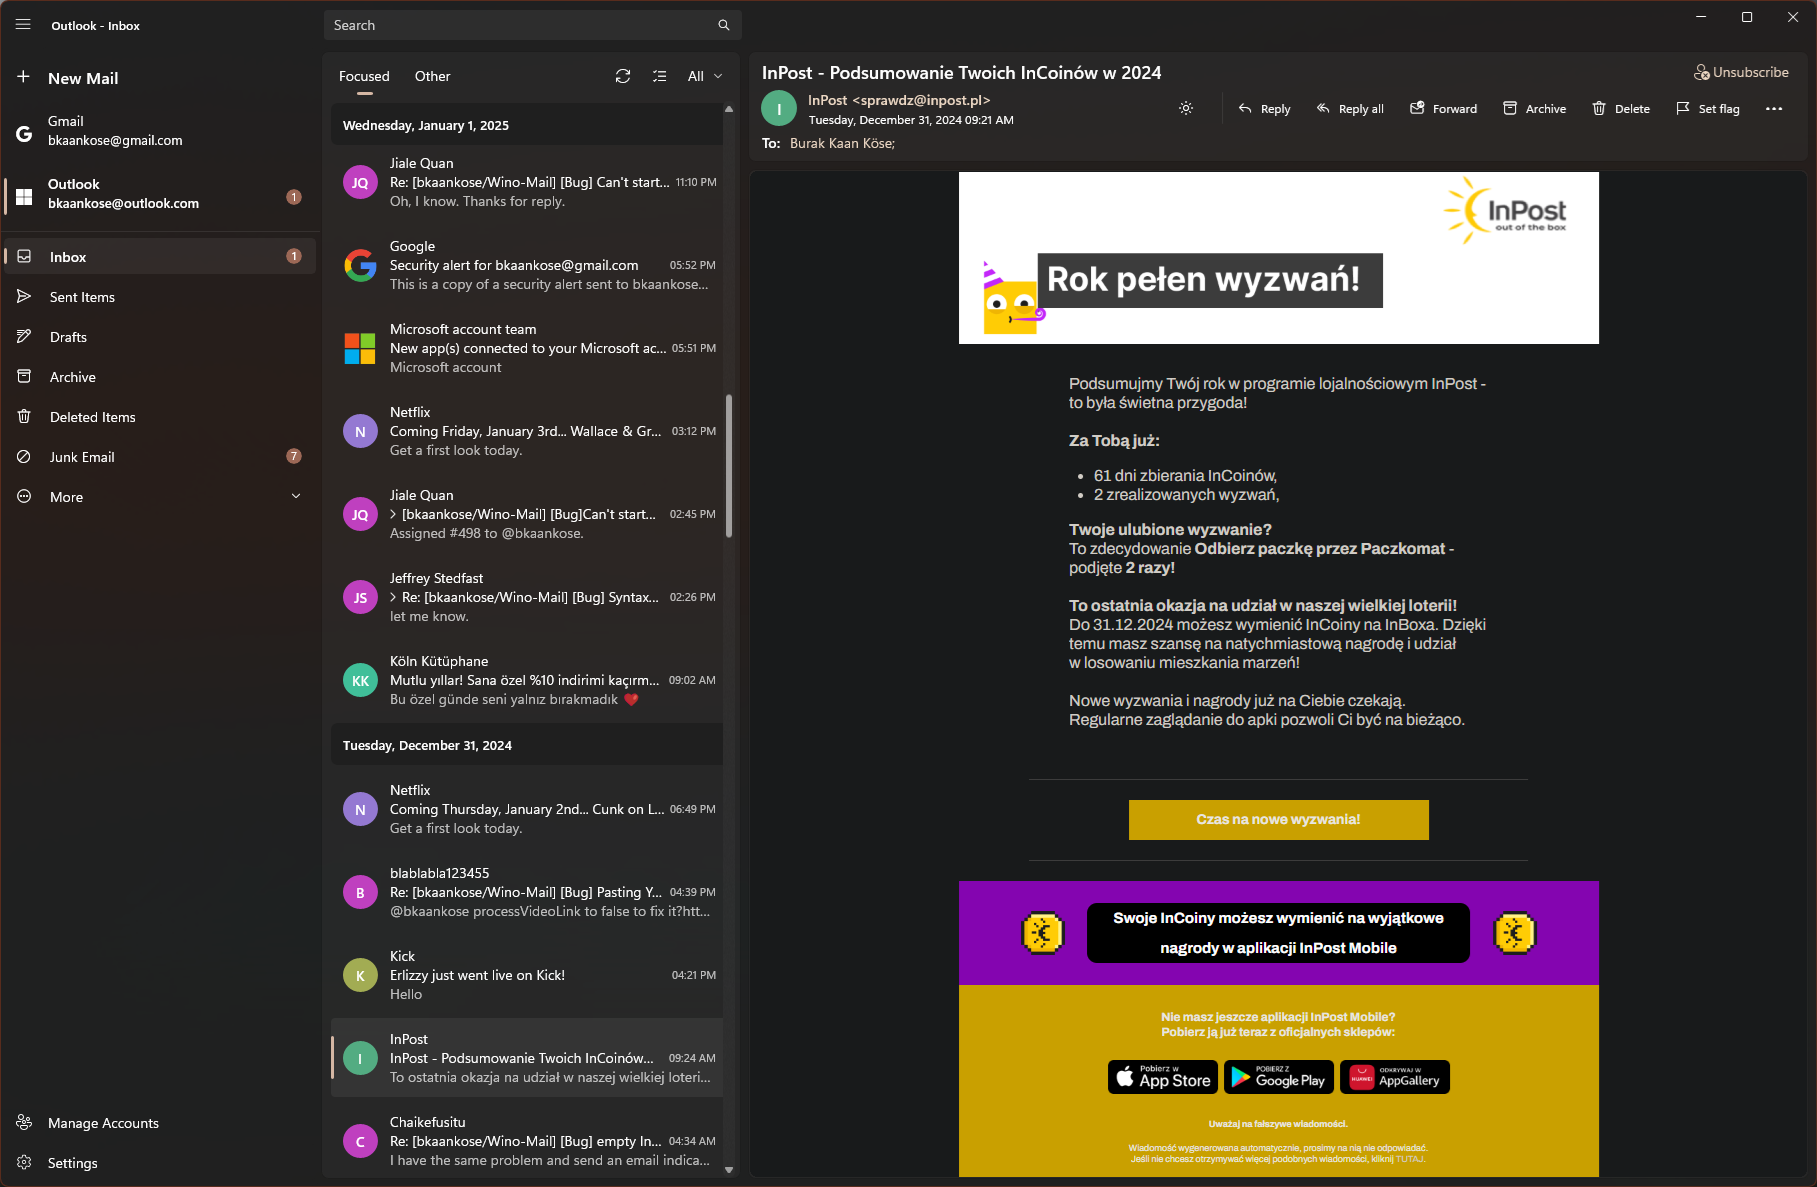 Outlook - Inbox
Search
New Mail
Gmail
bkaankose@gmail.com
Outlook
bkaankose@outlook.com
1
Inbox
1
Sent Items
Drafts
Archive
Deleted Items
Junk Email
7
More
Manage Accounts
Settings
Focused
Other
All
Wednesday, January 1, 2025
JQ
Jiale Quan
Re: [bkaankose/Wino-Mail] [Bug] Can't start... 11:10 PM
Oh, I know. Thanks for reply.
Google
Security alert for bkaankose@gmail.com 05:52 PM
This is a copy of a security alert sent to bkaankose...
Microsoft account team
New app(s) connected to your Microsoft ac... 05:51 PM
Microsoft account
N
Netflix
Coming Friday, January 3rd... Wallace & Gr... 03:12 PM
Get a first look today.
JQ
Jiale Quan
[bkaankose/Wino-Mail] [Bug]Can't start... 02:45 PM
Assigned #498 to @bkaankose.
JS
Jeffrey Stedfast
Re: [bkaankose/Wino-Mail] [Bug] Syntax... 02:26 PM
let me know.
KK
Köln Kütüphane
Mutlu yıllar! Sana özel %10 indirimi kaçırm... 09:02 AM
Bu özel günde seni yalnız bırakmadık ❤️
Tuesday, December 31, 2024
N
Netflix
Coming Thursday, January 2nd... Cunk on L... 06:49 PM
Get a first look today.
B
blablabla123455
Re: [bkaankose/Wino-Mail] [Bug] Pasting Y... 04:39 PM
@bkaankose processVideoLink to false to fix it?htt...
K
Kick
Erlizzy just went live on Kick! 04:21 PM
Hello
I
InPost
InPost - Podsumowanie Twoich InCoinów... 09:24 AM
To ostatnia okazja na udział w naszej wielkiej loteri...
C
Chaikefusitu
Re: [bkaankose/Wino-Mail] [Bug] empty In... 04:34 AM
I have the same problem and send an email indica...
InPost - Podsumowanie Twoich InCoinów w 2024
Unsubscribe
I
InPost <sprawdz@inpost.pl>
Tuesday, December 31, 2024 09:21 AM
Reply
Reply all
Forward
Archive
Delete
Set flag
To: Burak Kaan Köse;
InPost
out of the box
Rok pełen wyzwań!
Podsumujmy Twój rok w programie lojalnościowym InPost -
to była świetna przygoda!
Za Tobą już:
• 61 dni zbierania InCoinów,
• 2 zrealizowanych wyzwań,
Twoje ulubione wyzwanie?
To zdecydowanie Odbierz paczkę przez Paczkomat -
podjęte 2 razy!
To ostatnia okazja na udział w naszej wielkiej loterii!
Do 31.12.2024 możesz wymienić InCoiny na InBoxa. Dzięki
temu masz szansę na natychmiastową nagrodę i udział
w losowaniu mieszkania marzeń!
Nowe wyzwania i nagrody już na Ciebie czekają.
Regularne zaglądanie do apki pozwoli Ci być na bieżąco.
Czas na nowe wyzwania!
Swoje InCoiny możesz wymienić na wyjątkowe
nagrody w aplikacji InPost Mobile
Nie masz jeszcze aplikacji InPost Mobile?
Pobierz ją już teraz z oficjalnych sklepów:
Pobierz w
App Store
POBIERZ Z
Google Play
HUAWEI
ODKRYWAJ W
AppGallery
Uważaj na fałszywe wiadomości.
Wiadomość wygenerowana automatycznie, prosimy na nią nie odpowiadać.
Jeśli nie chcesz otrzymywać więcej podobnych wiadomości, kliknij TUTAJ.